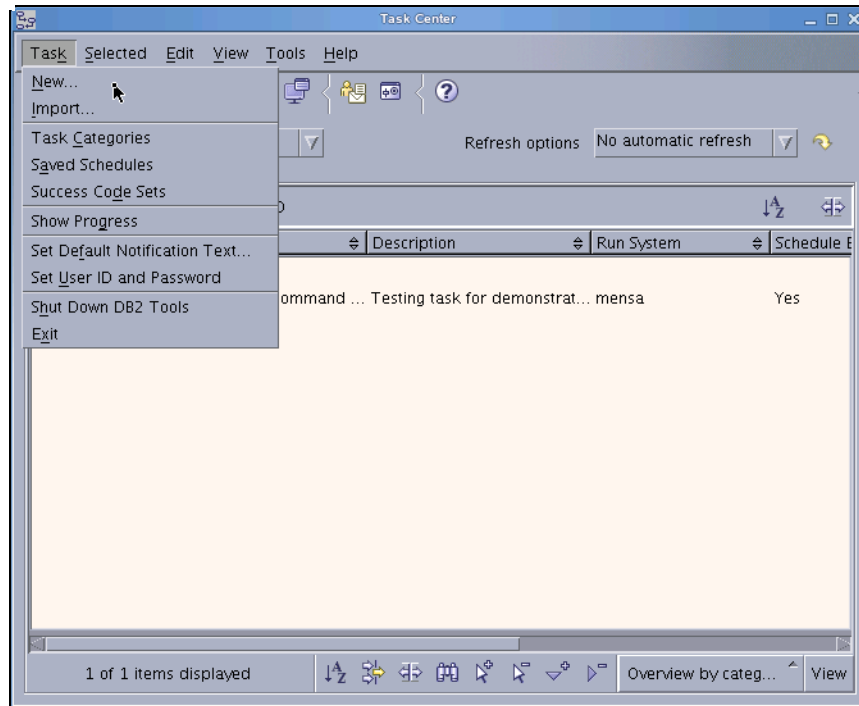 Task Center
Task Selected Edit View Tools Help
New...
Import...
Task Categories
Saved Schedules
Success Code Sets
Show Progress
Set Default Notification Text...
Set User ID and Password
Shut Down DB2 Tools
Exit
Refresh options No automatic refresh
Description Run System Schedule E
ommand ... Testing task for demonstrat... mensa Yes
1 of 1 items displayed Overview by categ... View